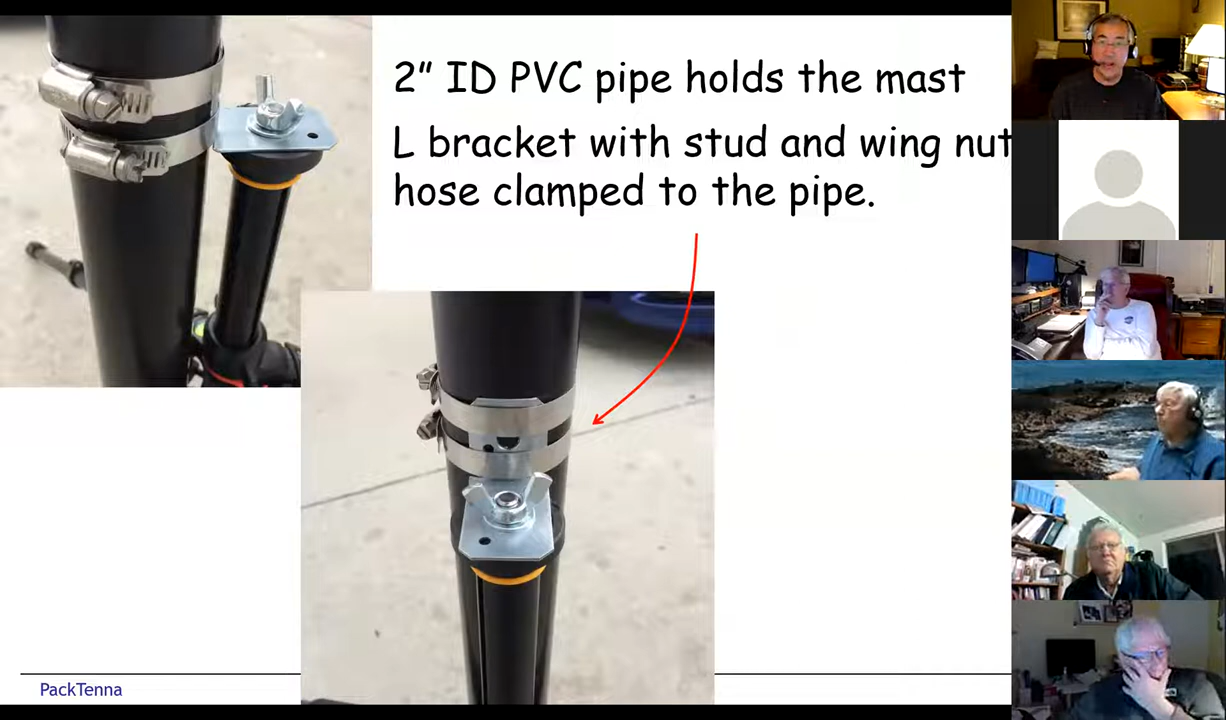 2” ID PVC pipe holds the mast
L bracket with stud and wing nut
hose clamped to the pipe.
PackTenna